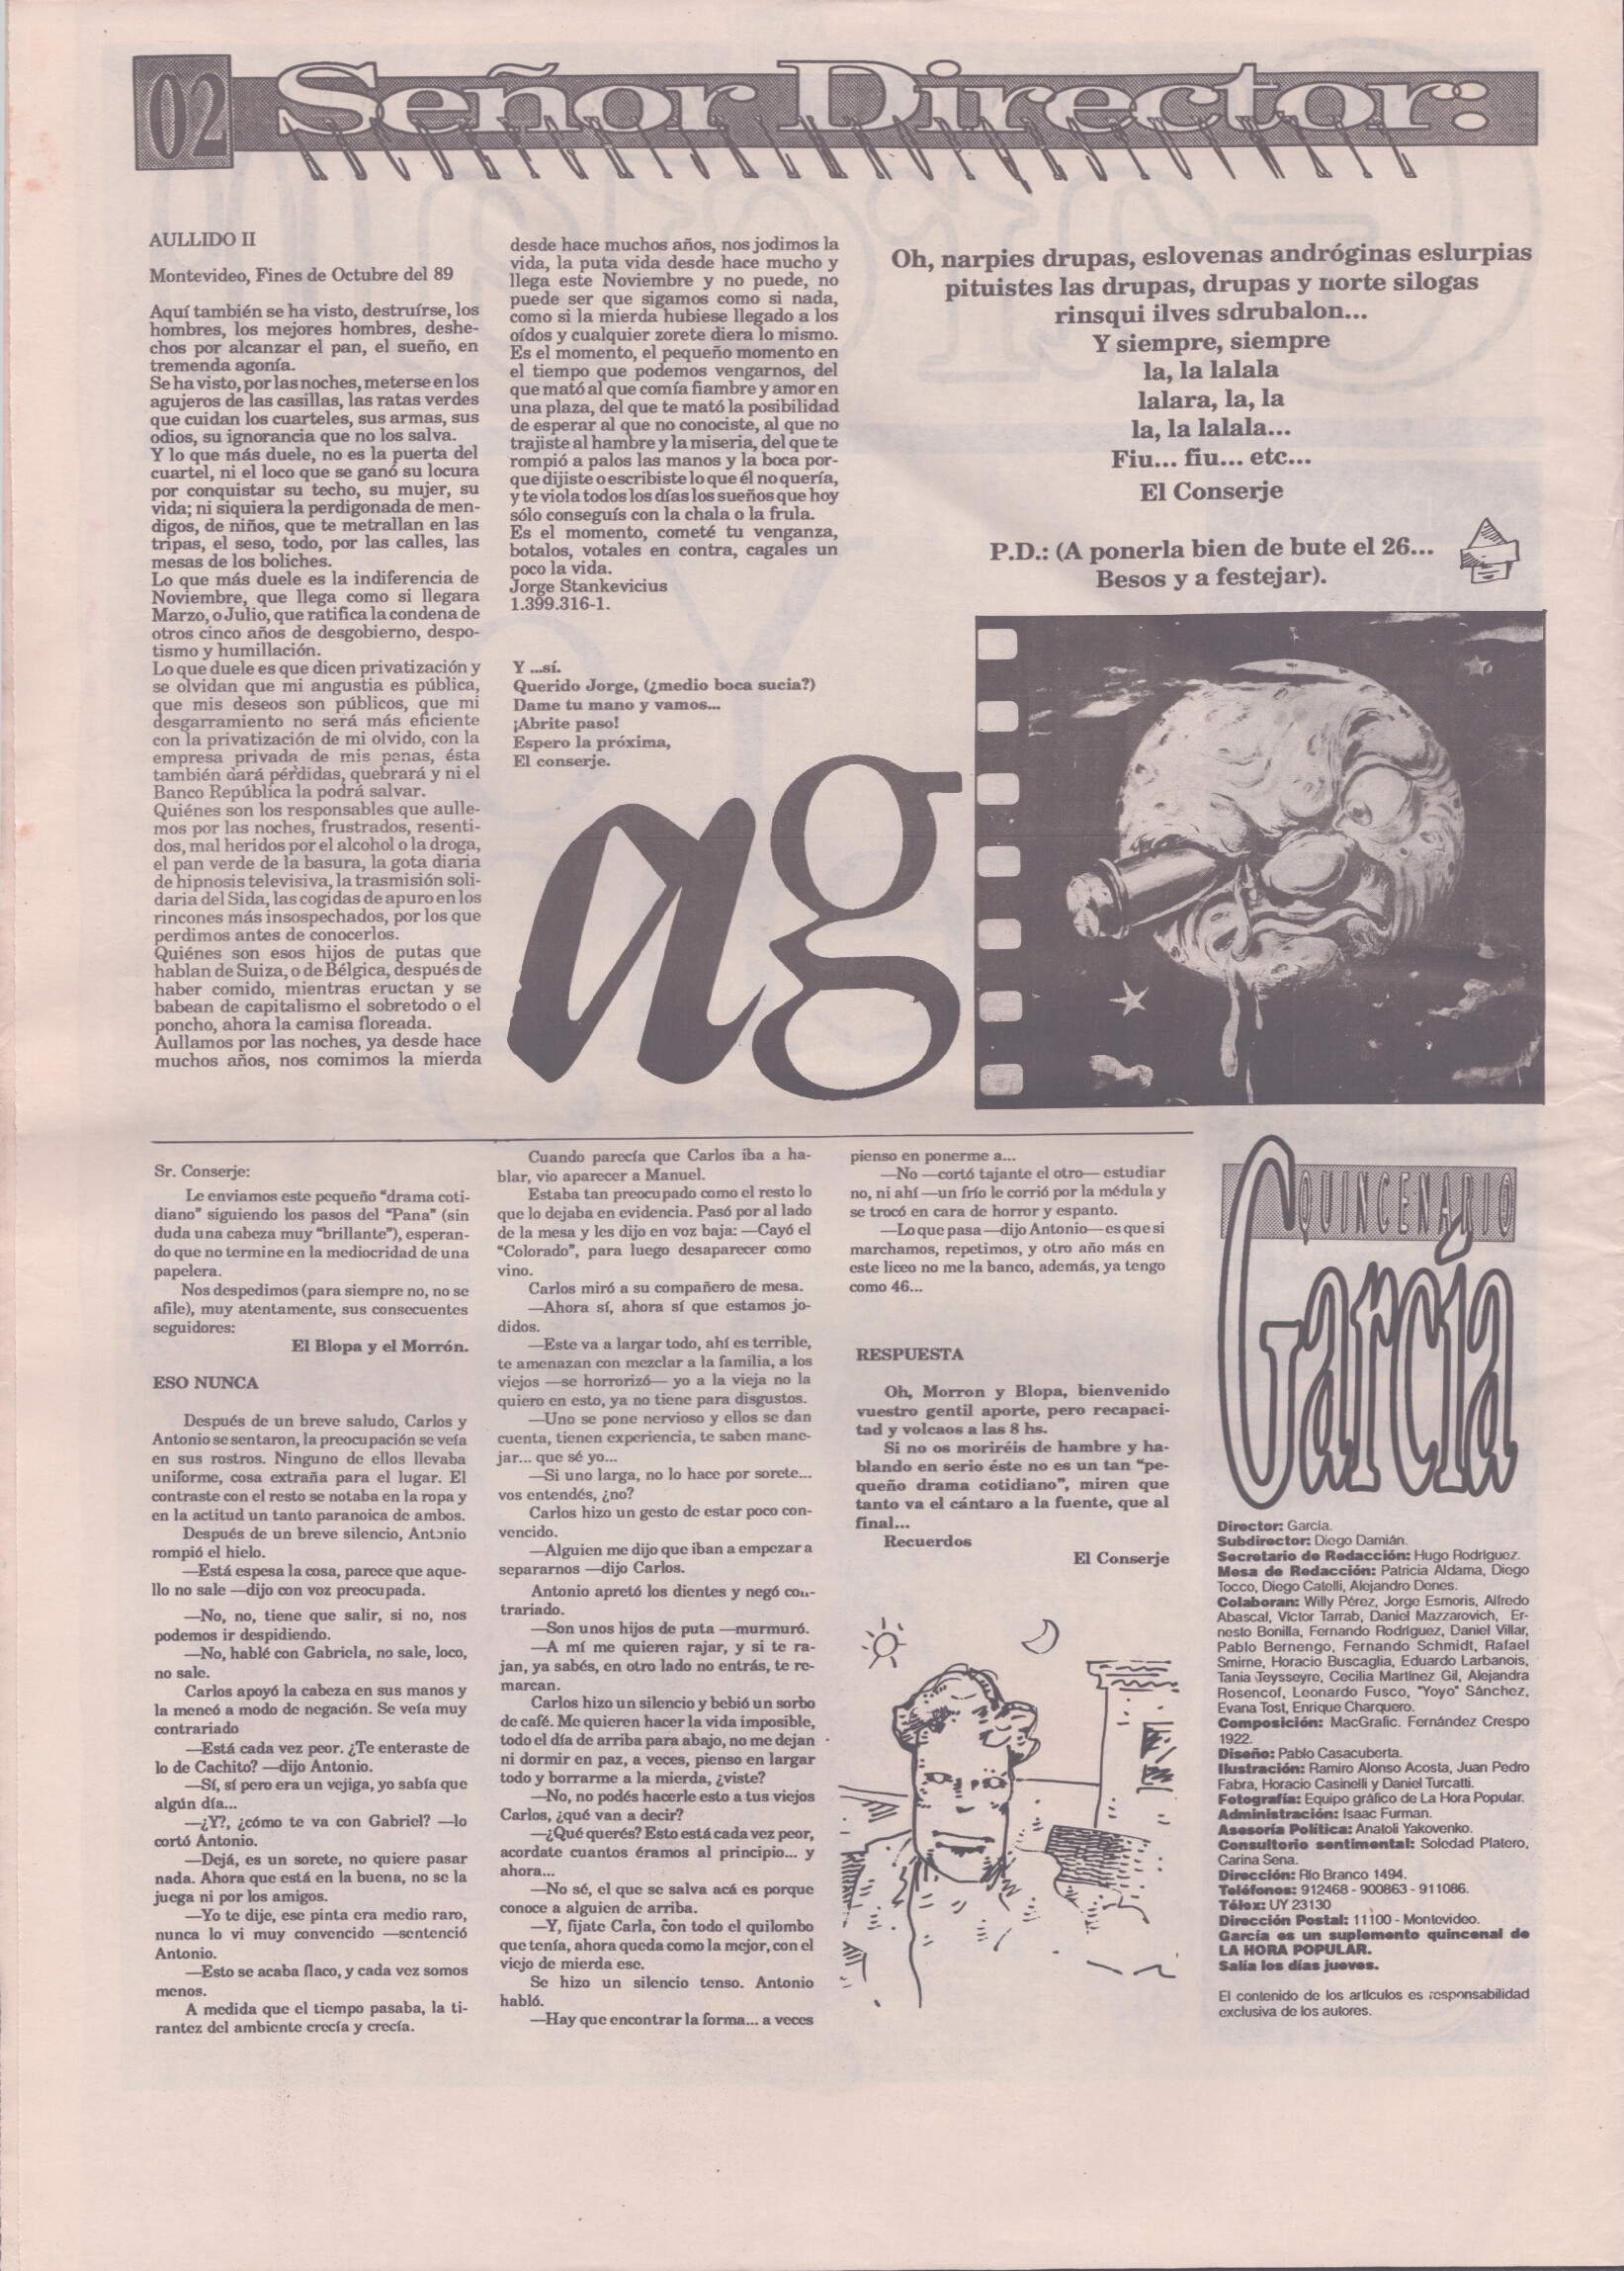 02
Señor Director:
AULLIDO II
Montevideo, Fines de Octubre del 89
Aquí también se ha visto, destruírse, los
hombres, los mejores hombres, deshe-
chos por alcanzar el pan, el sueño, en
tremenda agonía.
Se ha visto, por las noches, meterse en los
agujeros de las casillas, las ratas verdes
que cuidan los cuarteles, sus armas, sus
odios, su ignorancia que no los salva.
Y lo que más duele, no es la puerta del
cuartel, ni el loco que se ganó su locura
por conquistar su techo, su mujer, su
vida; ni siquiera la perdigonada de men-
digos, de niños, que te metrallan en las
tripas, el seso, todo, por las calles, las
mesas de los boliches.
Lo que más duele es la indiferencia de
Noviembre, que llega como si llegara
Marzo, o Julio, que ratifica la condena de
otros cinco años de desgobierno, despo-
tismo y humillación.
Lo que duele es que dicen privatización y
se olvidan que mi angustia es pública,
que mis deseos son públicos, que mi
desgarramiento no será más eficiente
con la privatización de mi olvido, con la
empresa privada de mis penas, ésta
también dará pérdidas, quebrará y ni el
Banco República la podrá salvar.
Quiénes son los responsables que aulle-
mos por las noches, frustrados, resenti-
dos, mal heridos por el alcohol o la droga,
el pan verde de la basura, la gota diaria
de hipnosis televisiva, la trasmisión soli-
daria del Sida, las cogidas de apuro en los
rincones más insospechados, por los que
perdimos antes de conocerlos.
Quiénes son esos hijos de putas que
hablan de Suiza, o de Bélgica, después de
haber comido, mientras eructan y se
babean de capitalismo el sobretodo o el
poncho, ahora la camisa floreada.
Aullamos por las noches, ya desde hace
muchos años, nos comimos la mierda
desde hace muchos años, nos jodimos la
vida, la puta vida desde hace mucho y
llega este Noviembre y no puede, no
puede ser que sigamos como si nada,
como si la mierda hubiese llegado a los
oídos y cualquier zorete diera lo mismo.
Es el momento, el pequeño momento en
el tiempo que podemos vengarnos, del
que mató al que comía fiambre y amor en
una plaza, del que te mató la posibilidad
de esperar al que no conociste, al que no
trajiste al hambre y la miseria, del que te
rompió a palos las manos y la boca por-
que dijiste o escribiste lo que él no quería,
y te viola todos los días los sueños que hoy
sólo conseguís con la chala o la frula.
Es el momento, cometé tu venganza,
botalos, votales en contra, cagales un
poco la vida.
Jorge Stankevicius
1.399.316-1.
Y ...sí.
Querido Jorge, (¿medio boca sucia?)
Dame tu mano y vamos...
¡Abrite paso!
Espero la próxima,
El conserje.
ag
Oh, narpies drupas, eslovenas andróginas eslurpias
pituistes las drupas, drupas y norte silogas
rinsqui ilves sdrubalon...
Y siempre, siempre
la, la lalala
lalara, la, la
la, la lalala...
Fiu... fiu... etc...
El Conserje
P.D.: (A ponerla bien de bute el 26...
Besos y a festejar).
Sr. Conserje:
Le enviamos este pequeño "drama coti-
diano" siguiendo los pasos del "Pana" (sin
duda una cabeza muy "brillante"), esperan-
do que no termine en la mediocridad de una
papelera.
Nos despedimos (para siempre no, no se
afile), muy atentamente, sus consecuentes
seguidores:
El Blopa y el Morrón.
ESO NUNCA
Después de un breve saludo, Carlos y
Antonio se sentaron, la preocupación se veía
en sus rostros. Ninguno de ellos llevaba
uniforme, cosa extraña para el lugar. El
contraste con el resto se notaba en la ropa y
en la actitud un tanto paranoica de ambos.
Después de un breve silencio, Antonio
rompió el hielo.
—Está espesa la cosa, parece que aque-
llo no sale —dijo con voz preocupada.
—No, no, tiene que salir, si no, nos
podemos ir despidiendo.
—No, hablé con Gabriela, no sale, loco,
no sale.
Carlos apoyó la cabeza en sus manos y
la meneó a modo de negación. Se veía muy
contrariado
—Está cada vez peor. ¿Te enteraste de
lo de Cachito? —dijo Antonio.
—Sí, sí pero era un vejiga, yo sabía que
algún día...
—¿Y?, ¿cómo te va con Gabriel? —lo
cortó Antonio.
—Dejá, es un sorete, no quiere pasar
nada. Ahora que está en la buena, no se la
juega ni por los amigos.
—Yo te dije, ese pinta era medio raro,
nunca lo vi muy convencido —sentenció
Antonio.
—Esto se acaba flaco, y cada vez somos
menos.
A medida que el tiempo pasaba, la ti-
rantez del ambiente crecía y crecía.
Cuando parecía que Carlos iba a ha-
blar, vio aparecer a Manuel.
Estaba tan preocupado como el resto lo
que lo dejaba en evidencia. Pasó por al lado
de la mesa y les dijo en voz baja: —Cayó el
"Colorado", para luego desaparecer como
vino.
Carlos miró a su compañero de mesa.
—Ahora sí, ahora sí que estamos jo-
didos.
—Este va a largar todo, ahí es terrible,
te amenazan con mezclar a la familia, a los
viejos —se horrorizó— yo a la vieja no la
quiero en esto, ya no tiene para disgustos.
—Uno se pone nervioso y ellos se dan
cuenta, tienen experiencia, te saben mane-
jar... que sé yo...
—Si uno larga, no lo hace por sorete...
vos entendés, ¿no?
Carlos hizo un gesto de estar poco con-
vencido.
—Alguien me dijo que iban a empezar a
separarnos —dijo Carlos.
Antonio apretó los dientes y negó con-
trariado.
—Son unos hijos de puta —murmuró.
—A mí me quieren rajar, y si te ra-
jan, ya sabés, en otro lado no entrás, te re-
marcan.
Carlos hizo un silencio y bebió un sorbo
de café. Me quieren hacer la vida imposible,
todo el día de arriba para abajo, no me dejan
ni dormir en paz, a veces, pienso en largar
todo y borrarme a la mierda, ¿viste?
—No, no podés hacerle esto a tus viejos
Carlos, ¿qué van a decir?
—¿Qué querés? Esto está cada vez peor,
acordate cuantos éramos al principio... y
ahora...
—No sé, el que se salva acá es porque
conoce a alguien de arriba.
—Y, fijate Carla, con todo el quilombo
que tenía, ahora queda como la mejor, con el
viejo de mierda ese.
Se hizo un silencio tenso. Antonio
habló.
—Hay que encontrar la forma... a veces
pienso en ponerme a...
—No —cortó tajante el otro— estudiar
no, ni ahí —un frío le corrió por la médula y
se trocó en cara de horror y espanto.
—Lo que pasa —dijo Antonio— es que si
marchamos, repetimos, y otro año más en
este liceo no me la banco, además, ya tengo
como 46...
RESPUESTA
Oh, Morron y Blopa, bienvenido
vuestro gentil aporte, pero recapaci-
tad y volcaos a las 8 hs.
Si no os moriréis de hambre y ha-
blando en serio éste no es un tan "pe-
queño drama cotidiano", miren que
tanto va el cántaro a la fuente, que al
final...
Recuerdos
El Conserje
QUINCENARIO
García
Director: García.
Subdirector: Diego Damián.
Secretario de Redacción: Hugo Rodríguez.
Mesa de Redacción: Patricia Aldama, Diego
Tocco, Diego Catelli, Alejandro Denes.
Colaboran: Willy Pérez, Jorge Esmoris, Alfredo
Abascal, Victor Tarrab, Daniel Mazzarovich, Er-
nesto Bonilla, Fernando Rodríguez, Daniel Villar,
Pablo Bernengo, Fernando Schmidt, Rafael
Smirne, Horacio Buscaglia, Eduardo Larbanois,
Tania Teysseyre, Cecilia Martínez Gil, Alejandra
Rosencof, Leonardo Fusco, "Yoyo" Sánchez,
Evana Tost, Enrique Charquero.
Composición: MacGrafic. Fernández Crespo
1922.
Diseño: Pablo Casacuberta.
Ilustración: Ramiro Alonso Acosta, Juan Pedro
Fabra, Horacio Casinelli y Daniel Turcatti.
Fotografía: Equipo gráfico de La Hora Popular.
Administración: Isaac Furman.
Asesoría Política: Anatoli Yakovenko.
Consultorio sentimental: Soledad Platero,
Carina Sena.
Dirección: Río Branco 1494.
Teléfonos: 912468 - 900863 - 911086.
Télex: UY 23130
Dirección Postal: 11100 - Montevideo.
García es un suplemento quincenal de
LA HORA POPULAR.
Salía los días jueves.
El contenido de los artículos es responsabilidad
exclusiva de los autores.